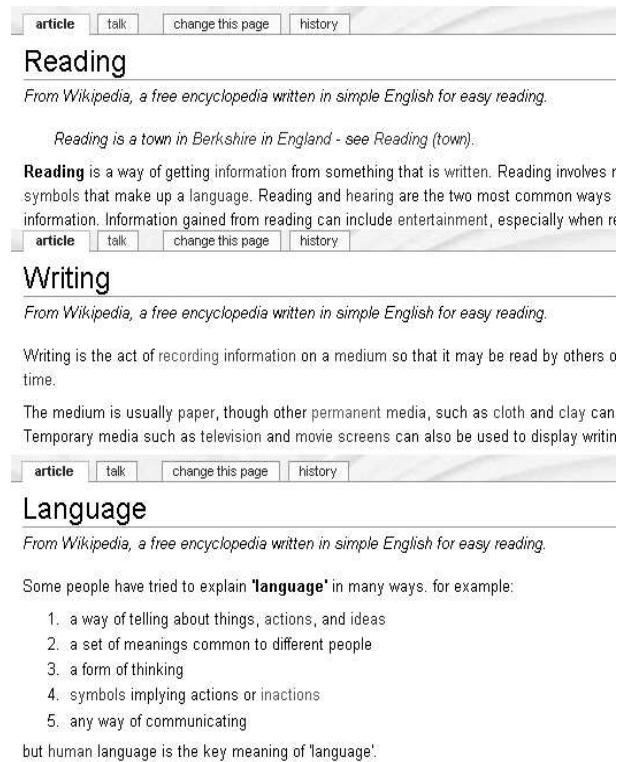 article talk change this page history
Reading
From Wikipedia, a free encyclopedia written in simple English for easy reading.
Reading is a town in Berkshire in England - see Reading (town).
Reading is a way of getting information from something that is written. Reading involves
symbols that make up a language. Reading and hearing are the two most common ways
information. Information gained from reading can include entertainment, especially when
article talk change this page history
Writing
From Wikipedia, a free encyclopedia written in simple English for easy reading.
Writing is the act of recording information on a medium so that it may be read by others
time.
The medium is usually paper, though other permanent media, such as cloth and clay can
Temporary media such as television and movie screens can also be used to display
article talk change this page history
Language
From Wikipedia, a free encyclopedia written in simple English for easy reading.
Some people have tried to explain 'language' in many ways. for example:
1. a way of telling about things, actions, and ideas
2. a set of meanings common to different people
3. a form of thinking
4. symbols implying actions or inactions
5. any way of communicating
but human language is the key meaning of 'language'.